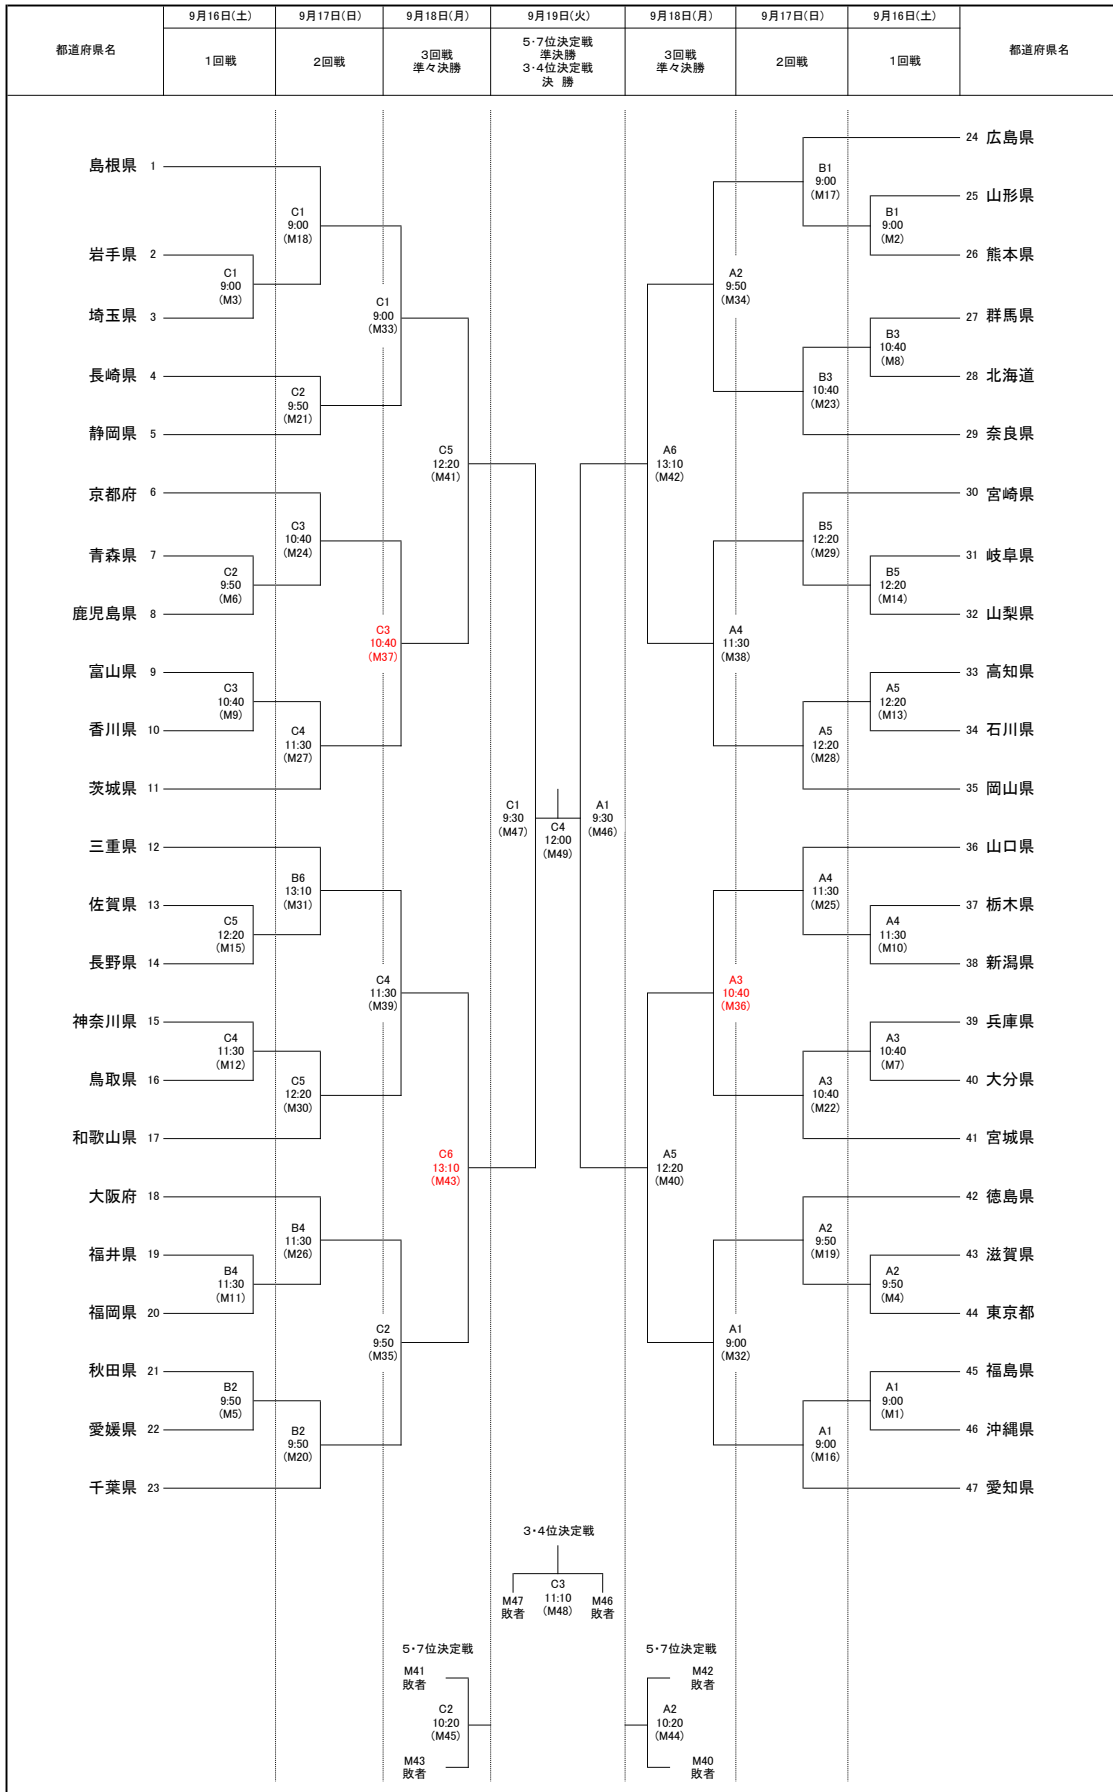 都道府県名
9月16日(土)
1回戦
9月17日(日)
2回戦
9月18日(月)
3回戦
準々決勝
9月19日(火)
5・7位決定戦
準決勝
3・4位決定戦
決 勝
9月18日(月)
3回戦
準々決勝
9月17日(日)
2回戦
9月16日(土)
1回戦
都道府県名
島根県 1
岩手県 2
埼玉県 3
長崎県 4
静岡県 5
京都府 6
青森県 7
鹿児島県 8
富山県 9
香川県 10
茨城県 11
三重県 12
佐賀県 13
長野県 14
神奈川県 15
鳥取県 16
和歌山県 17
大阪府 18
福井県 19
福岡県 20
秋田県 21
愛媛県 22
千葉県 23
C1
9:00
(M3)
C2
9:50
(M6)
C3
10:40
(M9)
C5
12:20
(M15)
C4
11:30
(M12)
B4
11:30
(M11)
B2
9:50
(M5)
C1
9:00
(M18)
C2
9:50
(M21)
C3
10:40
(M24)
C4
11:30
(M27)
B6
13:10
(M31)
C5
12:20
(M30)
B4
11:30
(M26)
B2
9:50
(M20)
C1
9:00
(M33)
C3
10:40
(M37)
C4
11:30
(M39)
C2
9:50
(M35)
C5
12:20
(M41)
C6
13:10
(M43)
C1
9:30
(M47)
C4
12:00
(M49)
A1
9:30
(M46)
A6
13:10
(M42)
A5
12:20
(M40)
A2
9:50
(M34)
A4
11:30
(M38)
A3
10:40
(M36)
A1
9:00
(M32)
B1
9:00
(M17)
B3
10:40
(M23)
B5
12:20
(M29)
A5
12:20
(M28)
A4
11:30
(M25)
A3
10:40
(M22)
A2
9:50
(M19)
A1
9:00
(M16)
B1
9:00
(M2)
B3
10:40
(M8)
B5
12:20
(M14)
A5
12:20
(M13)
A4
11:30
(M10)
A3
10:40
(M7)
A2
9:50
(M4)
A1
9:00
(M1)
24 広島県
25 山形県
26 熊本県
27 群馬県
28 北海道
29 奈良県
30 宮崎県
31 岐阜県
32 山梨県
33 高知県
34 石川県
35 岡山県
36 山口県
37 栃木県
38 新潟県
39 兵庫県
40 大分県
41 宮城県
42 徳島県
43 滋賀県
44 東京都
45 福島県
46 沖縄県
47 愛知県
3・4位決定戦
M47
敗者
C3
11:10
(M48)
M46
敗者
5・7位決定戦
M41
敗者
C2
10:20
(M45)
M43
敗者
5・7位決定戦
M42
敗者
A2
10:20
(M44)
M40
敗者